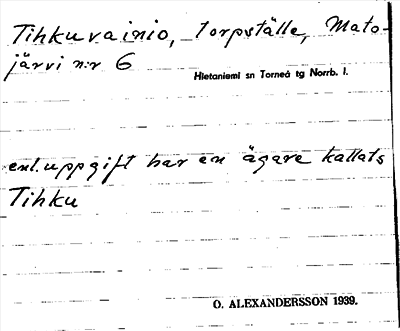 Tihkuvainio, Torpställe, Mato-
järvi n:r 6
Hietaniemi sn Torneå tg Norrb. l.
enl. uppgift har en ägare kallats
Tihku
O. ALEXANDERSSON 1939.